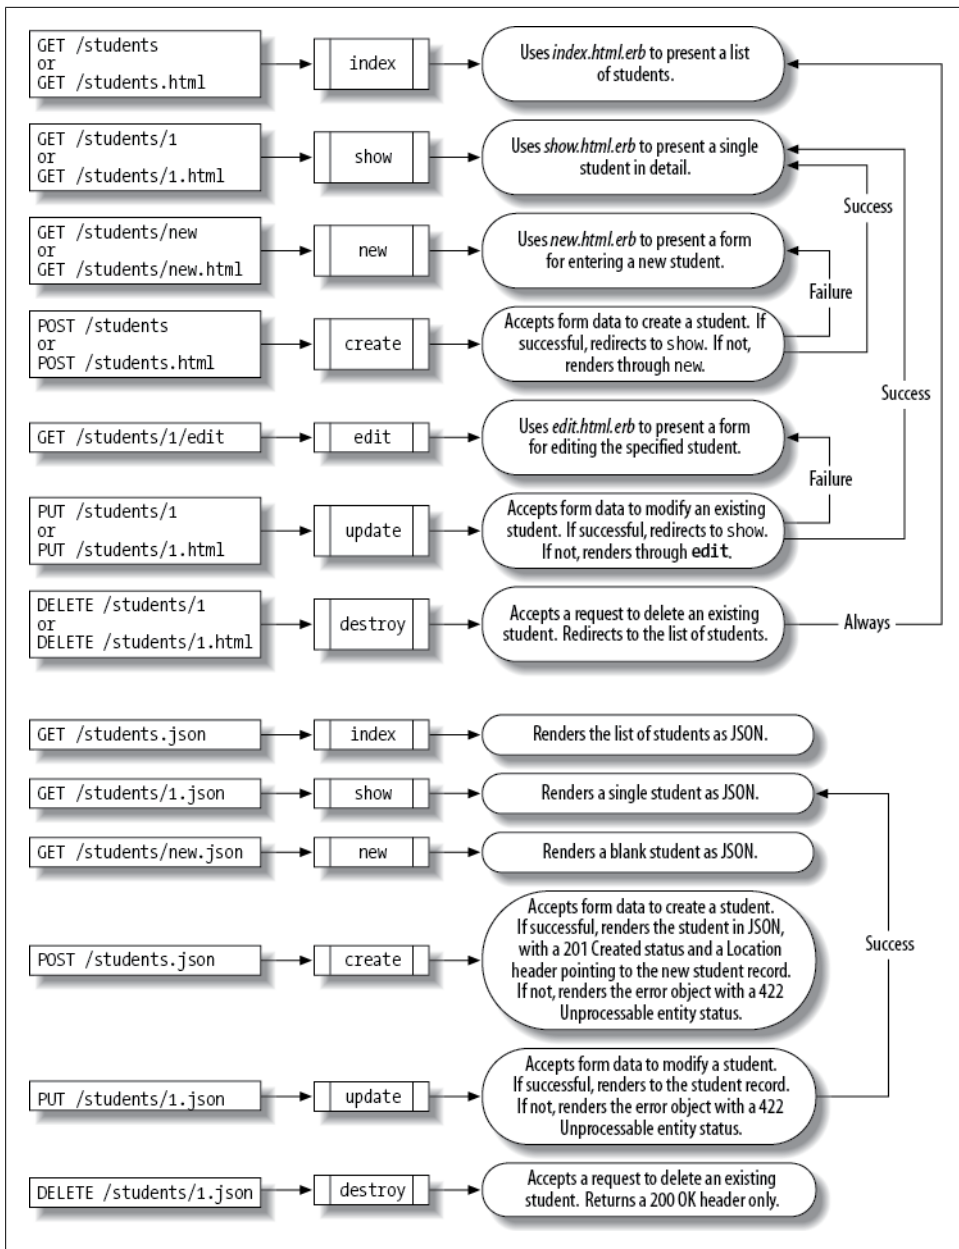 GET /students
or
GET /students.html
index
Uses index.html.erb to present a list
of students.
GET /students/1
or
GET /students/1.html
show
Uses show.html.erb to present a single
student in detail.
Success
GET /students/new
or
GET /students/new.html
new
Uses new.html.erb to present a form
for entering a new student.
Failure
POST /students
or
POST /students.html
create
Accepts form data to create a student. If
successful, redirects to show. If not,
renders through new.
Success
GET /students/1/edit
edit
Uses edit.html.erb to present a form
for editing the specified student.
Failure
PUT /students/1
or
PUT /students/1.html
update
Accepts form data to modify an existing
student. If successful, redirects to show.
If not, renders through edit.
DELETE /students/1
or
DELETE /students/1.html
destroy
Accepts a request to delete an existing
student. Redirects to the list of students.
Always
GET /students.json
index
Renders the list of students as JSON.
GET /students/1.json
show
Renders a single student as JSON.
GET /students/new.json
new
Renders a blank student as JSON.
POST /students.json
create
Accepts form data to create a student.
If successful, renders the student in JSON,
with a 201 Created status and a Location
header pointing to the new student record.
If not, renders the error object with a 422
Unprocessable entity status.
Success
PUT /students/1.json
update
Accepts form data to modify a student.
If successful, renders to the student record.
If not, renders the error object with a 422
Unprocessable entity status.
DELETE /students/1.json
destroy
Accepts a request to delete an existing
student. Returns a 200 OK header only.